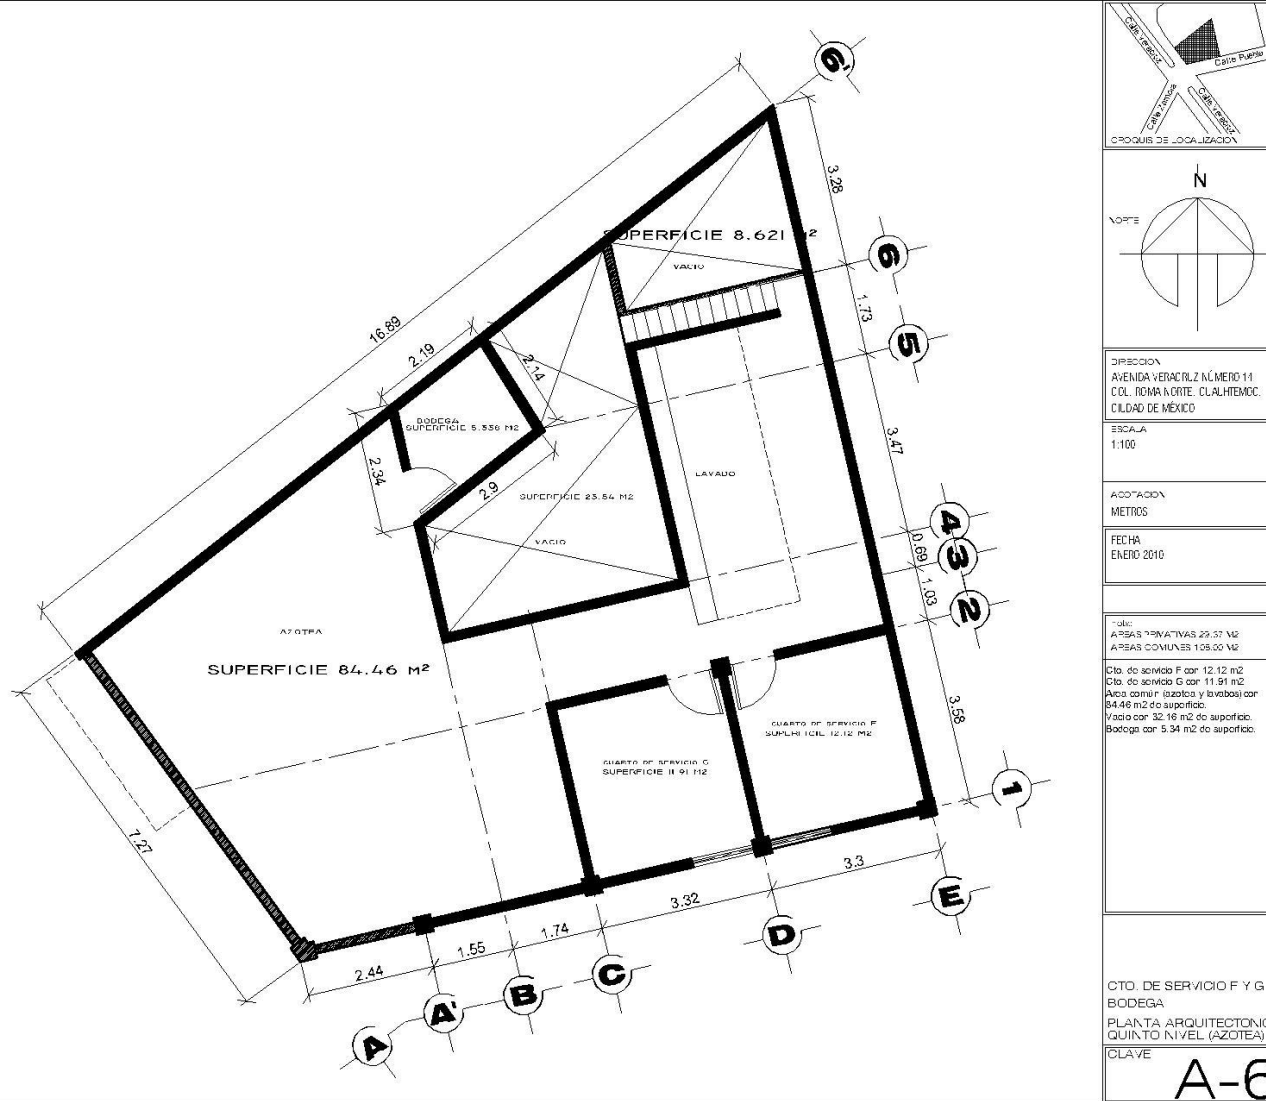 6'
3.28
SUPERFICIE 8.621 m²
VACIO
6
1.73
5
16.89
2.19
2.14
BODEGA
SUPERFICIE 5.336 M2
2.34
2.9
SUPERFICIE 23.54 M2
VACIO
LAVADO
3.47
4
0.69
3
1.03
2
AZOTEA
SUPERFICIE 84.46 M²
3.58
CUARTO DE SERVICIO F
SUPERFICIE 12.12 M2
CUARTO DE SERVICIO G
SUPERFICIE 11.91 M2
1
7.27
3.3
3.32
1.74
1.55
2.44
E
D
C
B
A'
A
Calle Veracruz
Calle Puebla
Calle Zamora
Calle Veracruz
CROQUIS DE LOCALIZACION
N
NORTE
DIRECCION
AVENIDA VERACRUZ NÚMERO 14
COL. ROMA NORTE. CUAUHTEMOC.
CIUDAD DE MÉXICO
ESCALA
1:100
ACOTACION
METROS
FECHA
ENERO 2010
AREAS PRIVATIVAS 29.37 M2
AREAS COMUNES 108.00 M2
Cto. de servicio F con 12.12 m2
Cto. de servicio G con 11.91 m2
Area común (azotea y lavabos) con
84.46 m2 de superficie.
Vacio con 32.16 m2 de superficie.
Bodega con 5.34 m2 de superficie.
CTO. DE SERVICIO F Y G
BODEGA
PLANTA ARQUITECTONIC
QUINTO NIVEL (AZOTEA)
CLAVE
A-6